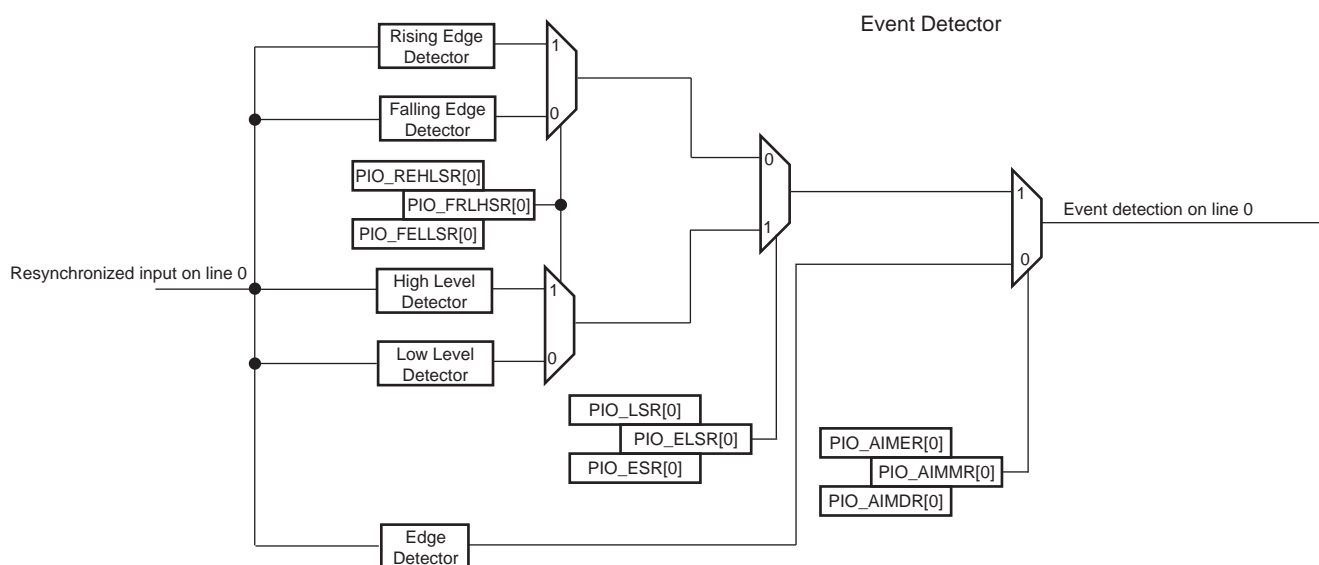 Event Detector
Rising Edge
Detector
1
Falling Edge
Detector
0
0
PIO_REHLSR[0]
PIO_FRLHSR[0]
PIO_FELLSR[0]
1
1
Event detection on line 0
0
Resynchronized input on line 0
High Level
Detector
1
Low Level
Detector
0
PIO_LSR[0]
PIO_ELSR[0]
PIO_ESR[0]
PIO_AIMER[0]
PIO_AIMMR[0]
PIO_AIMDR[0]
Edge
Detector